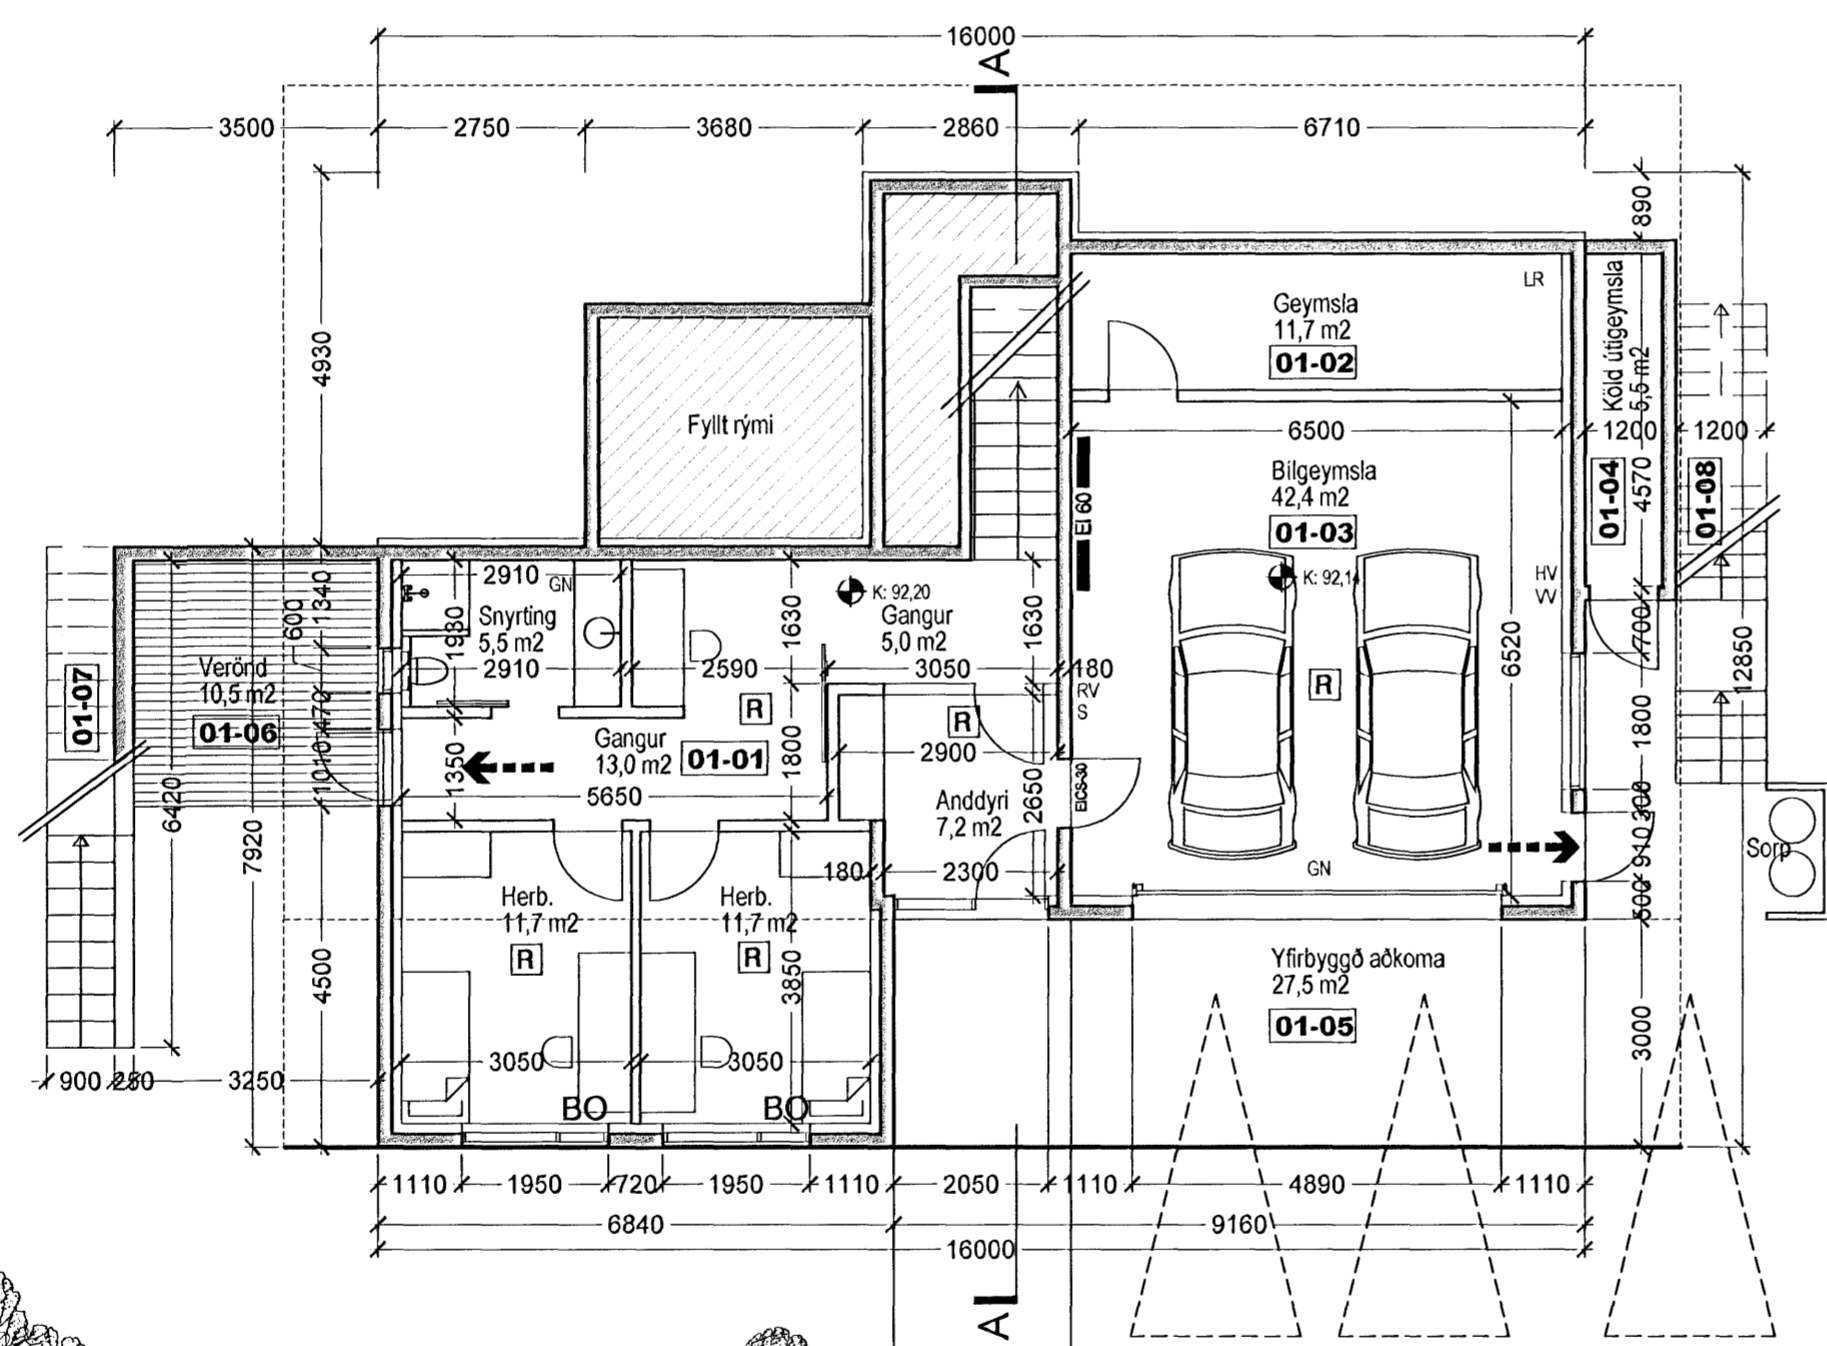 16000
A
3500
2750
3680
2860
6710
890
4930
Geymsla
11,7 m2
01-02
LR
Köld útigeymsla
5,5 m2
01-04
Fyllt rými
6500
1200
1200
4570
01-08
EI 60
Bílgeymsla
42,4 m2
01-03
K: 92,14
HV
VV
6520
R
700
12850
1340
600
2910
GN
Snyrting
5,5 m2
1930
2910
2590
1630
K: 92,20
Gangur
5,0 m2
1630
3050
180
RV
S
Verönd
10,5 m2
01-06
01-07
470
1010
1350
Gangur
13,0 m2
01-01
R
1800
R
2900
5650
Anddyri
7,2 m2
2650
EICS-30
1800
300
910
500
Sorp
6420
7920
180
2300
GN
Herb.
11,7 m2
R
Herb.
11,7 m2
R
3850
4500
Yfirbyggð aðkoma
27,5 m2
01-05
3000
3050
3050
900
250
3250
BO
BO
1110
1950
720
1950
1110
2050
1110
4890
1110
6840
9160
16000
A